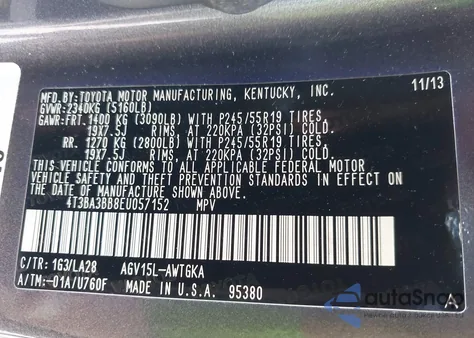 MFD.BY:TOYOTA MOTOR MANUFACTURING, KENTUCKY, INC. 11/13
GVWR:2340KG (5160LB)
GAWR:FRT.1400 KG (3090LB) WITH P245/55R19 TIRES,
19X7.5J RIMS, AT 220KPA (32PSI) COLD.
RR. 1270 KG (2800LB) WITH P245/55R19 TIRES,
19X7.5J RIMS, AT 220KPA (32PSI) COLD.
THIS VEHICLE CONFORMS TO ALL APPLICABLE FEDERAL MOTOR
VEHICLE SAFETY AND THEFT PREVENTION STANDARDS IN EFFECT ON
THE DATE OF MANUFACTURE SHOWN ABOVE.
4T3BA3BB8EU057152 MPV
C/TR: 1G3/LA28 AGV15L-AWTGKA
A/TM:-01A/U760F MADE IN U.S.A. 95380
autoSnap